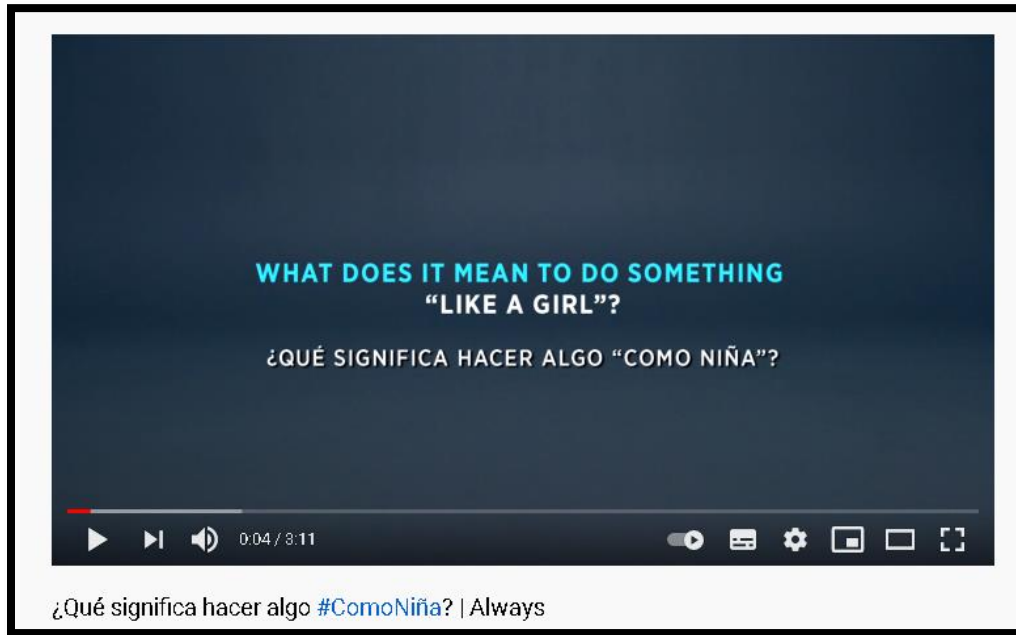 WHAT DOES IT MEAN TO DO SOMETHING
“LIKE A GIRL”?
¿QUÉ SIGNIFICA HACER ALGO “COMO NIÑA”?
0:04 / 3:11
¿Qué significa hacer algo #ComoNiña? | Always